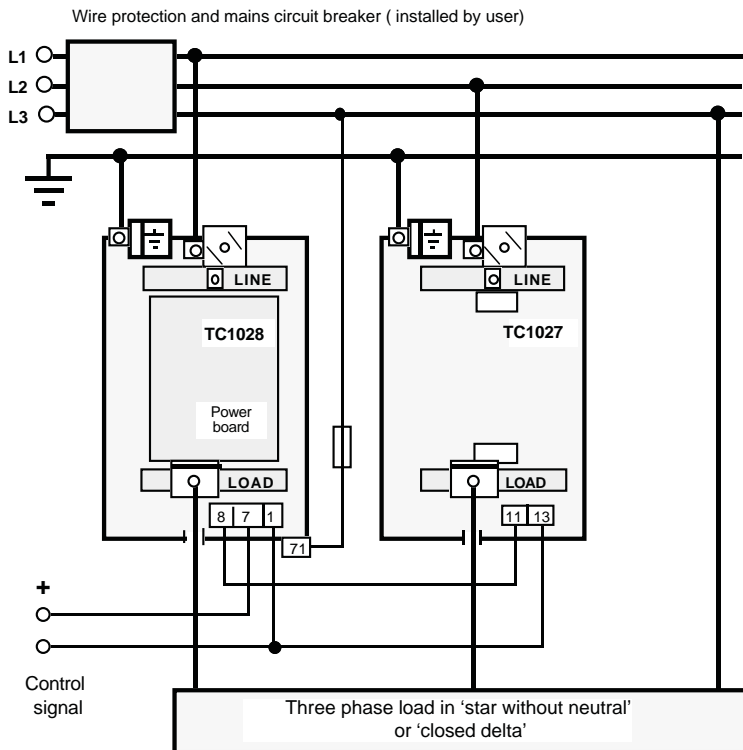 Wire protection and mains circuit breaker ( installed by user)
L1
L2
L3
LINE
LINE
TC1028
TC1027
Power
board
LOAD
LOAD
8 7 1
11 13
71
+
Control
signal
Three phase load in ‘star without neutral’
or ‘closed delta’